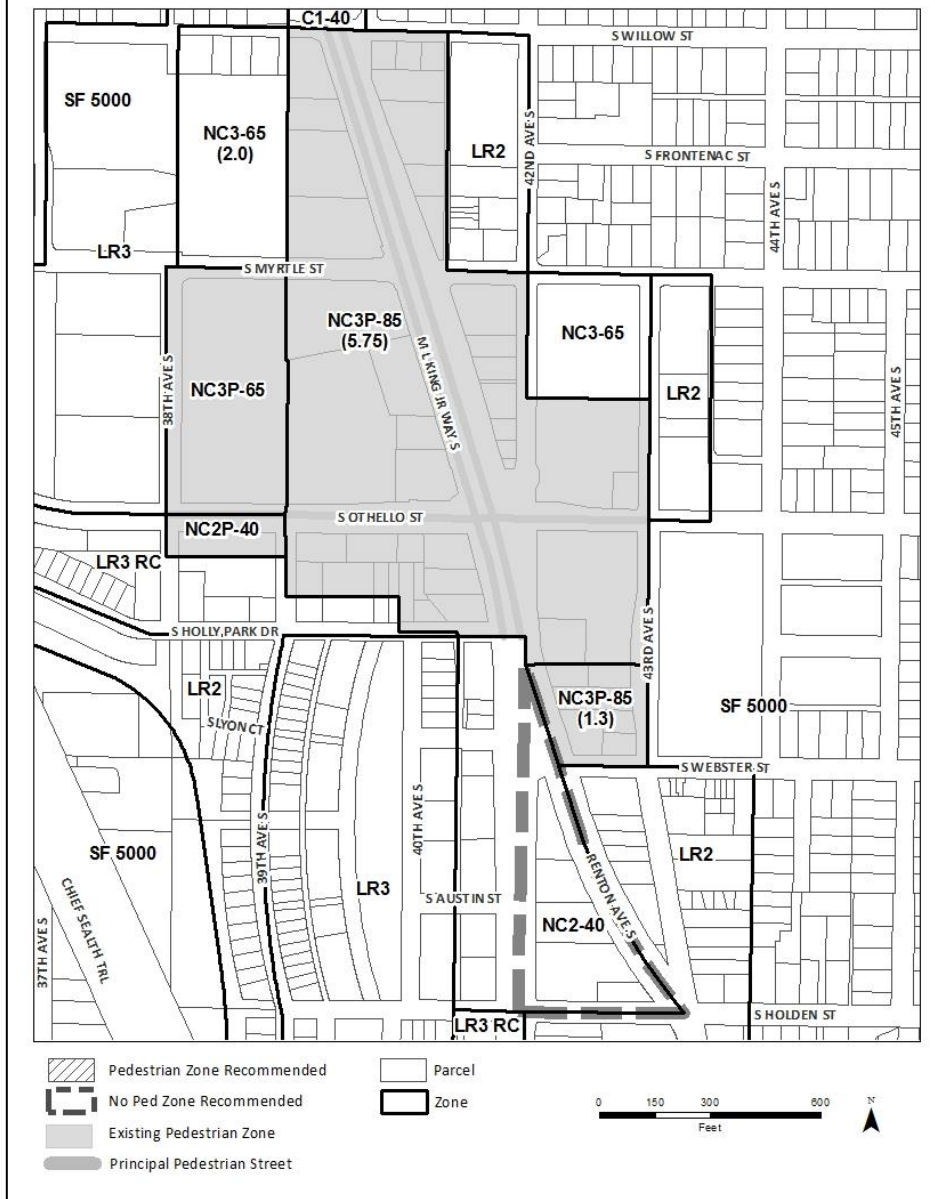 C1-40
S WILLOW ST
SF 5000
NC3-65
(2.0)
LR2
42ND AVE S
S FRONTENAC ST
44TH AVE S
LR3
S MYRTLE ST
NC3P-85
(5.75)
NC3-65
M L KING JR WAY S
38TH AVE S
NC3P-65
LR2
45TH AVE S
S OTHELLO ST
NC2P-40
LR3 RC
S HOLLY PARK DR
43RD AVE S
LR2
NC3P-85
(1.3)
SF 5000
S LYON CT
S WEBSTER ST
39TH AVE S
40TH AVE S
SF 5000
LR2
RENTON AVE S
CHIEF SEALTH TRL
LR3
S AUSTIN ST
NC2-40
37TH AVE S
LR3 RC
S HOLDEN ST
Pedestrian Zone Recommended
No Ped Zone Recommended
Existing Pedestrian Zone
Principal Pedestrian Street
Parcel
Zone
0 150 300 600
Feet
N